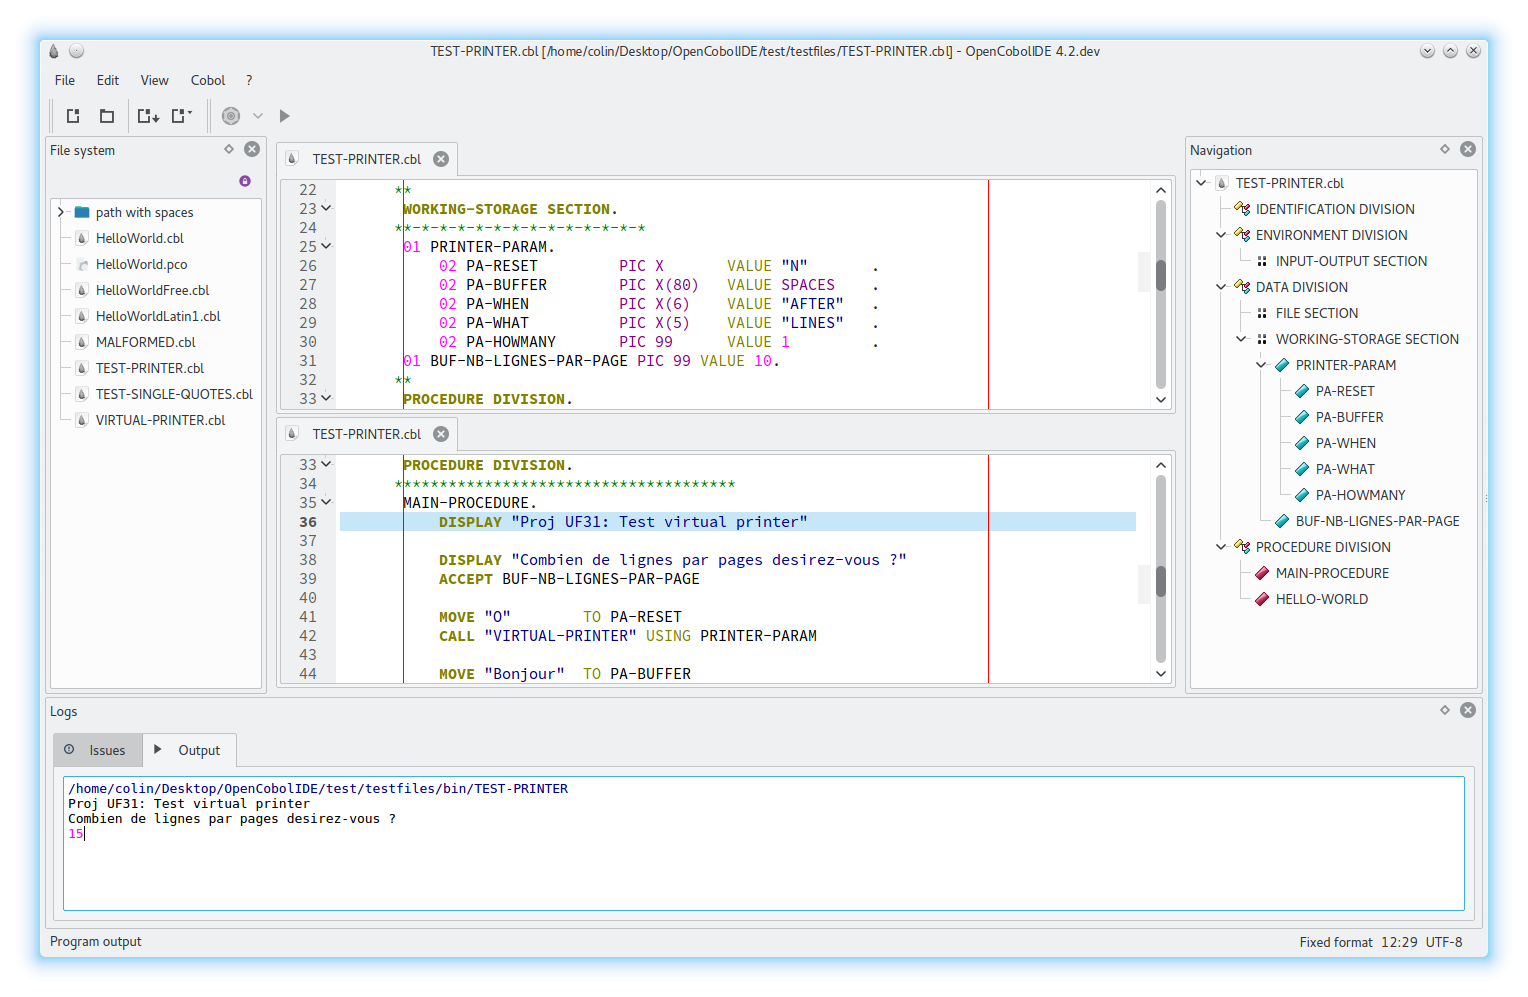 TEST-PRINTER.cbl [/home/colin/Desktop/OpenCobolIDE/test/testfiles/TEST-PRINTER.cbl] - OpenCobolIDE 4.2.dev
File Edit View Cobol ?
File system
path with spaces
HelloWorld.cbl
HelloWorld.pco
HelloWorldFree.cbl
HelloWorldLatin1.cbl
MALFORMED.cbl
TEST-PRINTER.cbl
TEST-SINGLE-QUOTES.cbl
VIRTUAL-PRINTER.cbl
TEST-PRINTER.cbl
22 **
23 WORKING-STORAGE SECTION.
24 **-*-*-*-*-*-*-*-*-*-*-*-*-*
25 01 PRINTER-PARAM.
26 02 PA-RESET PIC X VALUE "N" .
27 02 PA-BUFFER PIC X(80) VALUE SPACES .
28 02 PA-WHEN PIC X(6) VALUE "AFTER" .
29 02 PA-WHAT PIC X(5) VALUE "LINES" .
30 02 PA-HOWMANY PIC 99 VALUE 1 .
31 01 BUF-NB-LIGNES-PAR-PAGE PIC 99 VALUE 10.
32 **
33 PROCEDURE DIVISION.
TEST-PRINTER.cbl
33 PROCEDURE DIVISION.
34 **************************************
35 MAIN-PROCEDURE.
36 DISPLAY "Proj UF31: Test virtual printer"
37
38 DISPLAY "Combien de lignes par pages desirez-vous ?"
39 ACCEPT BUF-NB-LIGNES-PAR-PAGE
40
41 MOVE "O" TO PA-RESET
42 CALL "VIRTUAL-PRINTER" USING PRINTER-PARAM
43
44 MOVE "Bonjour" TO PA-BUFFER
Navigation
TEST-PRINTER.cbl
IDENTIFICATION DIVISION
ENVIRONMENT DIVISION
INPUT-OUTPUT SECTION
DATA DIVISION
FILE SECTION
WORKING-STORAGE SECTION
PRINTER-PARAM
PA-RESET
PA-BUFFER
PA-WHEN
PA-WHAT
PA-HOWMANY
BUF-NB-LIGNES-PAR-PAGE
PROCEDURE DIVISION
MAIN-PROCEDURE
HELLO-WORLD
Logs
Issues Output
/home/colin/Desktop/OpenCobolIDE/test/testfiles/bin/TEST-PRINTER
Proj UF31: Test virtual printer
Combien de lignes par pages desirez-vous ?
15
Program output Fixed format 12:29 UTF-8